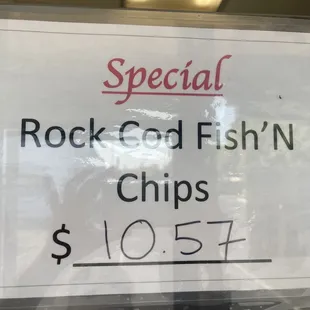 Special
Rock Cod Fish'N
Chips
$ 10.57